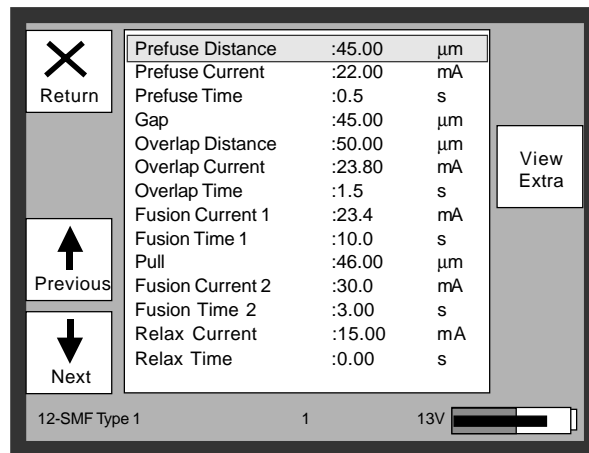 Return
Prefuse Distance :45.00 µm
Prefuse Current :22.00 mA
Prefuse Time :0.5 s
Gap :45.00 µm
Overlap Distance :50.00 µm
Overlap Current :23.80 mA
Overlap Time :1.5 s
Fusion Current 1 :23.4 mA
Fusion Time 1 :10.0 s
Pull :46.00 µm
Fusion Current 2 :30.0 mA
Fusion Time 2 :3.00 s
Relax Current :15.00 mA
Relax Time :0.00 s
View
Extra
Previous
Next
12-SMF Type 1 1 13V